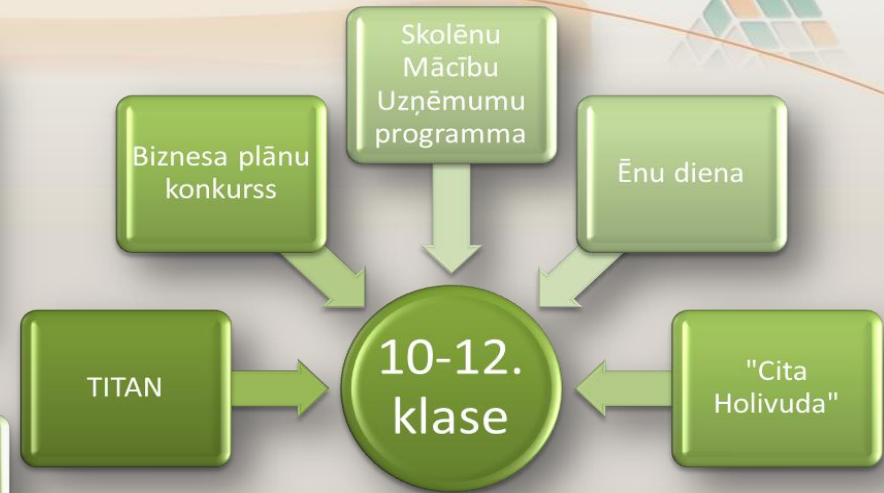 Skolēnu
Mācību
Uzņēmumu
programma
Biznesa plānu
konkurss
Ēnu diena
TITAN
10-12.
klase
"Cita
Holivuda"